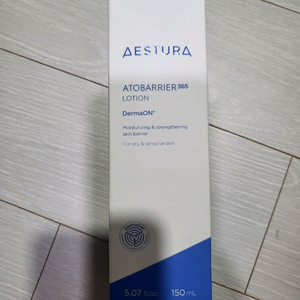 AESTURA
ATOBARRIER365
LOTION
DermaON®
Moisturizing & strengthening
skin barrier
For dry & sensitive skin
5.07 fl.oz. 150 mL